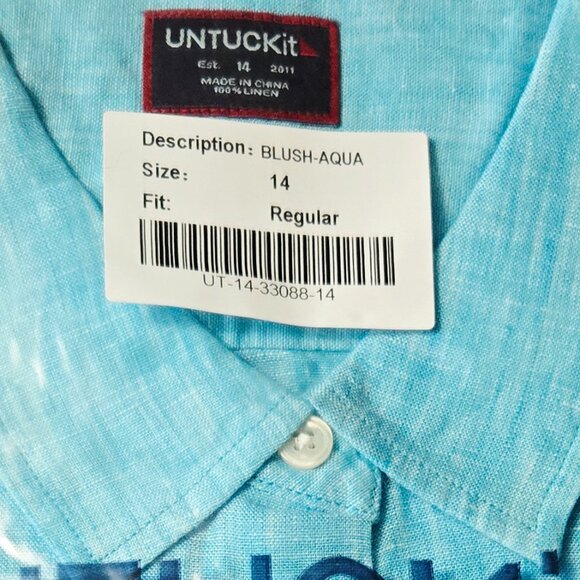 UNTUCKit
Est. 14 2011
MADE IN CHINA
100% LINEN
Description: BLUSH-AQUA
Size: 14
Fit: Regular
UT-14-33088-14